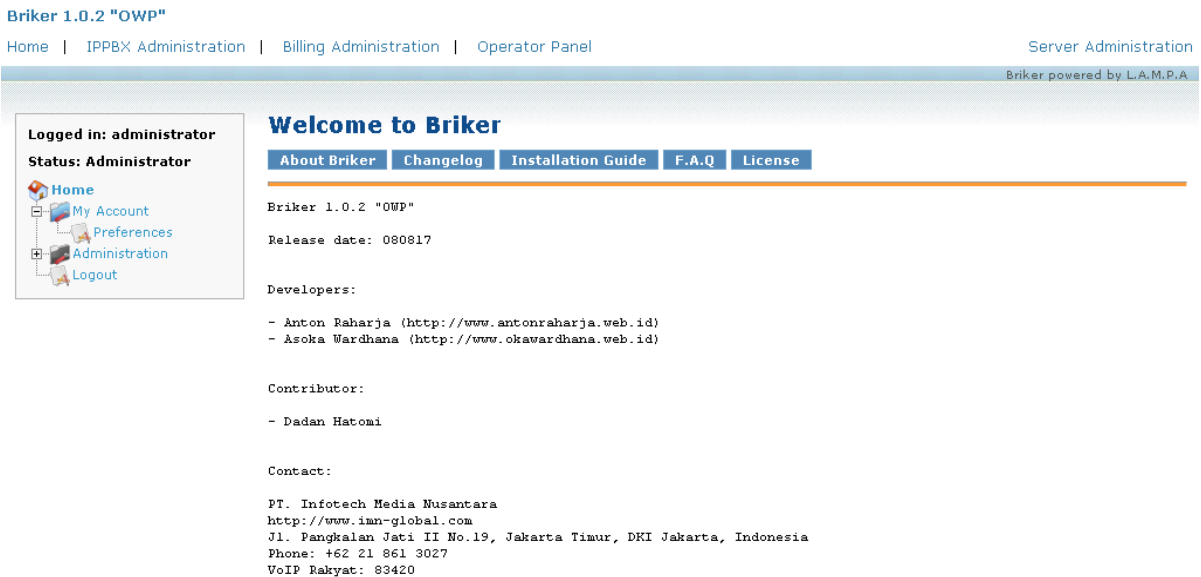 Briker 1.0.2 "OWP"
Home | IPPBX Administration | Billing Administration | Operator Panel Server Administration
Briker powered by L.A.M.P.A
Logged in: administrator
Status: Administrator
Home
My Account
Preferences
Administration
Logout
Welcome to Briker
About Briker Changelog Installation Guide F.A.Q License
Briker 1.0.2 "OWP"
Release date: 080817
Developers:
- Anton Raharja (http://www.antonraharja.web.id)
- Asoka Wardhana (http://www.okawardhana.web.id)
Contributor:
- Dadan Hatomi
Contact:
PT. Infotech Media Nusantara
http://www.imn-global.com
Jl. Pangkalan Jati II No.19, Jakarta Timur, DKI Jakarta, Indonesia
Phone: +62 21 861 3027
VoIP Rakyat: 83420